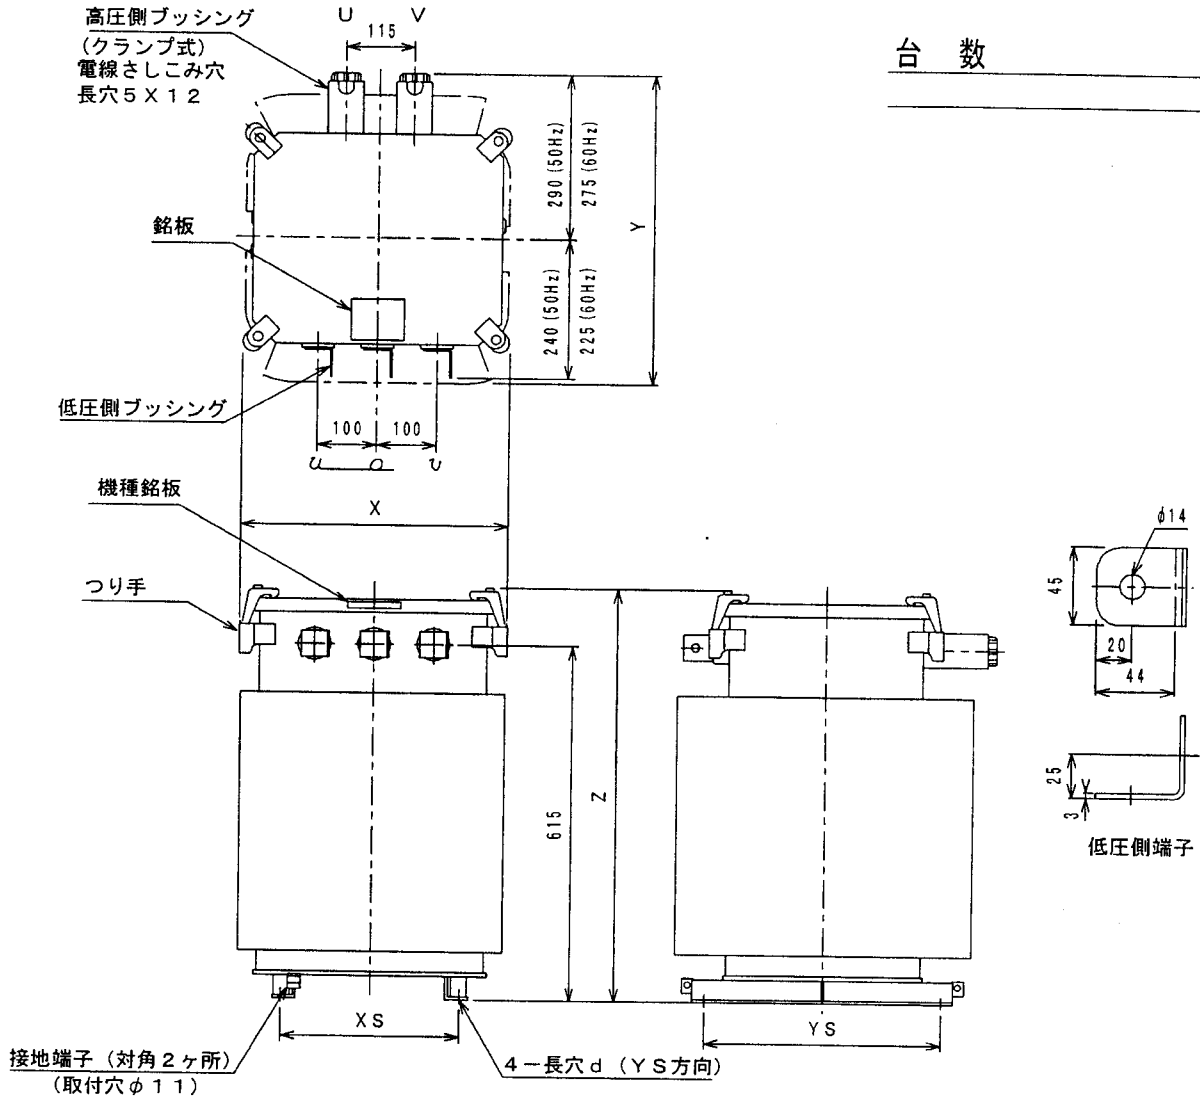 高圧側ブッシング
(クランプ式)
電線さしこみ穴
長穴5X12
U V
115
台 数
290(50Hz)
275(60Hz)
Y
銘板
240(50Hz)
225(60Hz)
低圧側ブッシング
100 100
u o v
機種銘板
X
つり手
φ14
45
20
44
615
Z
25
3
低圧側端子
XS
YS
接地端子(対角2ヶ所)
(取付穴φ11)
4-長穴d(YS方向)